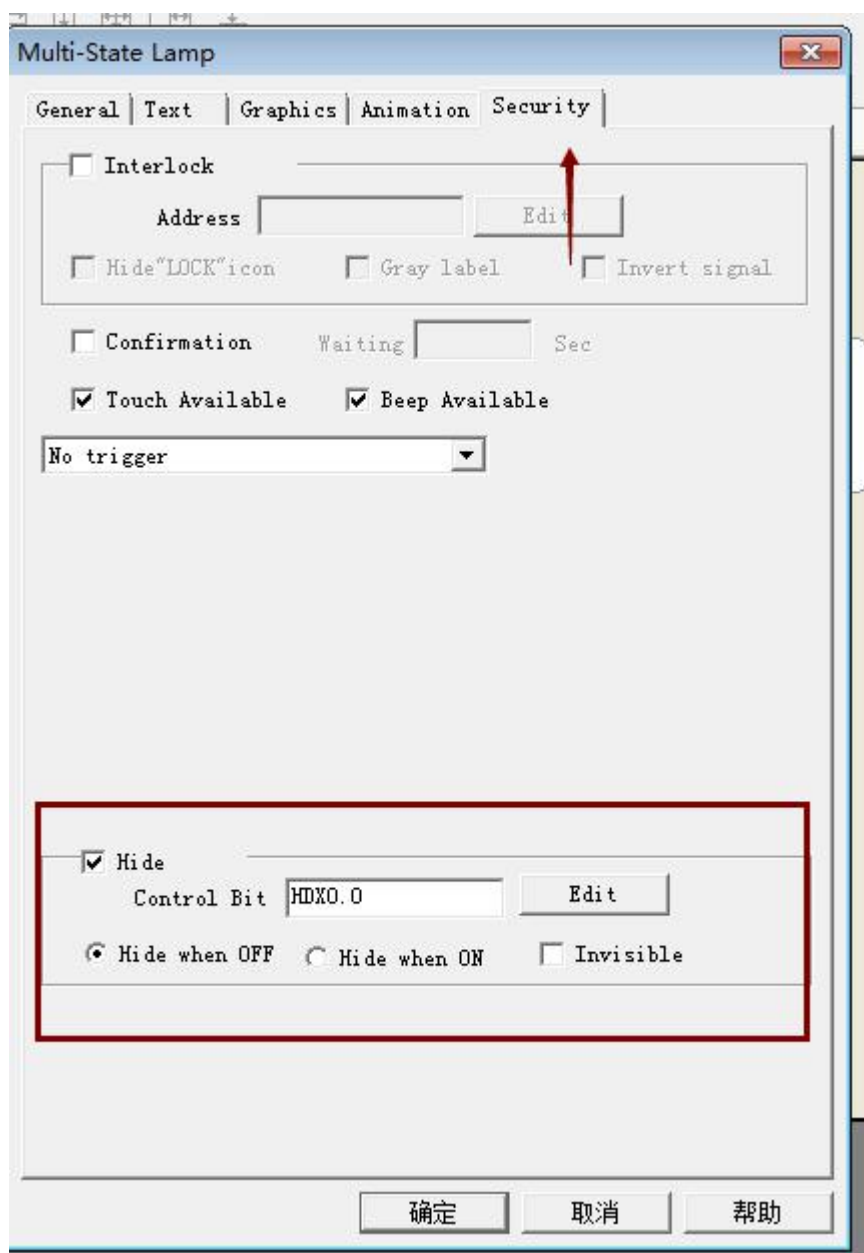 Multi-State Lamp
General Text Graphics Animation Security
Interlock
Address Edit
Hide"LOCK"icon Gray label Invert signal
Confirmation Waiting Sec
Touch Available Beep Available
No trigger
Hide
Control Bit HDX0.0 Edit
Hide when OFF Hide when ON Invisible
确定 取消 帮助